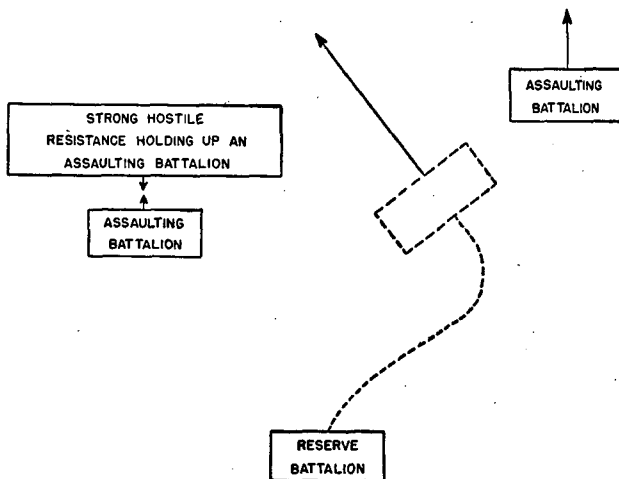 ASSAULTING
BATTALION
STRONG HOSTILE
RESISTANCE HOLDING UP AN
ASSAULTING BATTALION
ASSAULTING
BATTALION
RESERVE
BATTALION